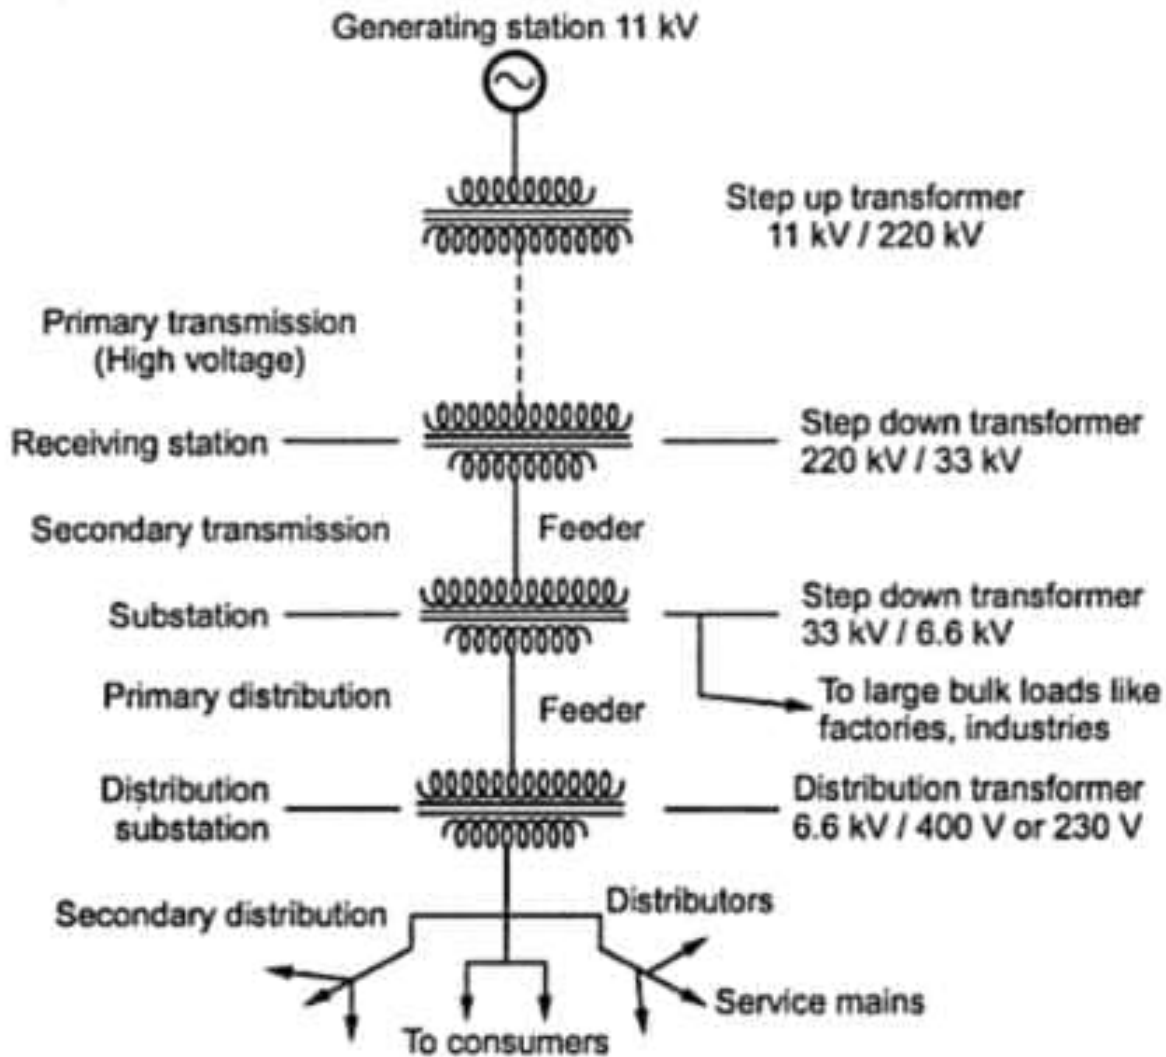 Generating station 11 kV
Step up transformer
11 kV / 220 kV
Primary transmission
(High voltage)
Receiving station
Step down transformer
220 kV / 33 kV
Secondary transmission
Feeder
Substation
Step down transformer
33 kV / 6.6 kV
Primary distribution
Feeder
To large bulk loads like
factories, industries
Distribution
substation
Distribution transformer
6.6 kV / 400 V or 230 V
Secondary distribution
Distributors
Service mains
To consumers